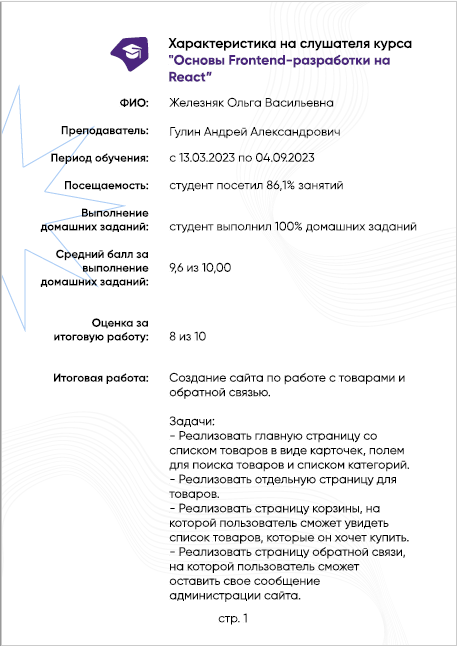 Характеристика на слушателя курса
"Основы Frontend-разработки на
React"
ФИО: Железняк Ольга Васильевна
Преподаватель: Гулин Андрей Александрович
Период обучения: с 13.03.2023 по 04.09.2023
Посещаемость: студент посетил 86,1% занятий
Выполнение
домашних заданий: студент выполнил 100% домашних заданий
Средний балл за
выполнение
домашних заданий: 9,6 из 10,00
Оценка за
итоговую работу: 8 из 10
Итоговая работа: Создание сайта по работе с товарами и
обратной связью.
Задачи:
- Реализовать главную страницу со
списком товаров в виде карточек, полем
для поиска товаров и списком категорий.
- Реализовать отдельную страницу для
товаров.
- Реализовать страницу корзины, на
которой пользователь сможет увидеть
список товаров, которые он хочет купить.
- Реализовать страницу обратной связи,
на которой пользователь сможет
оставить свое сообщение
администрации сайта.
стр. 1